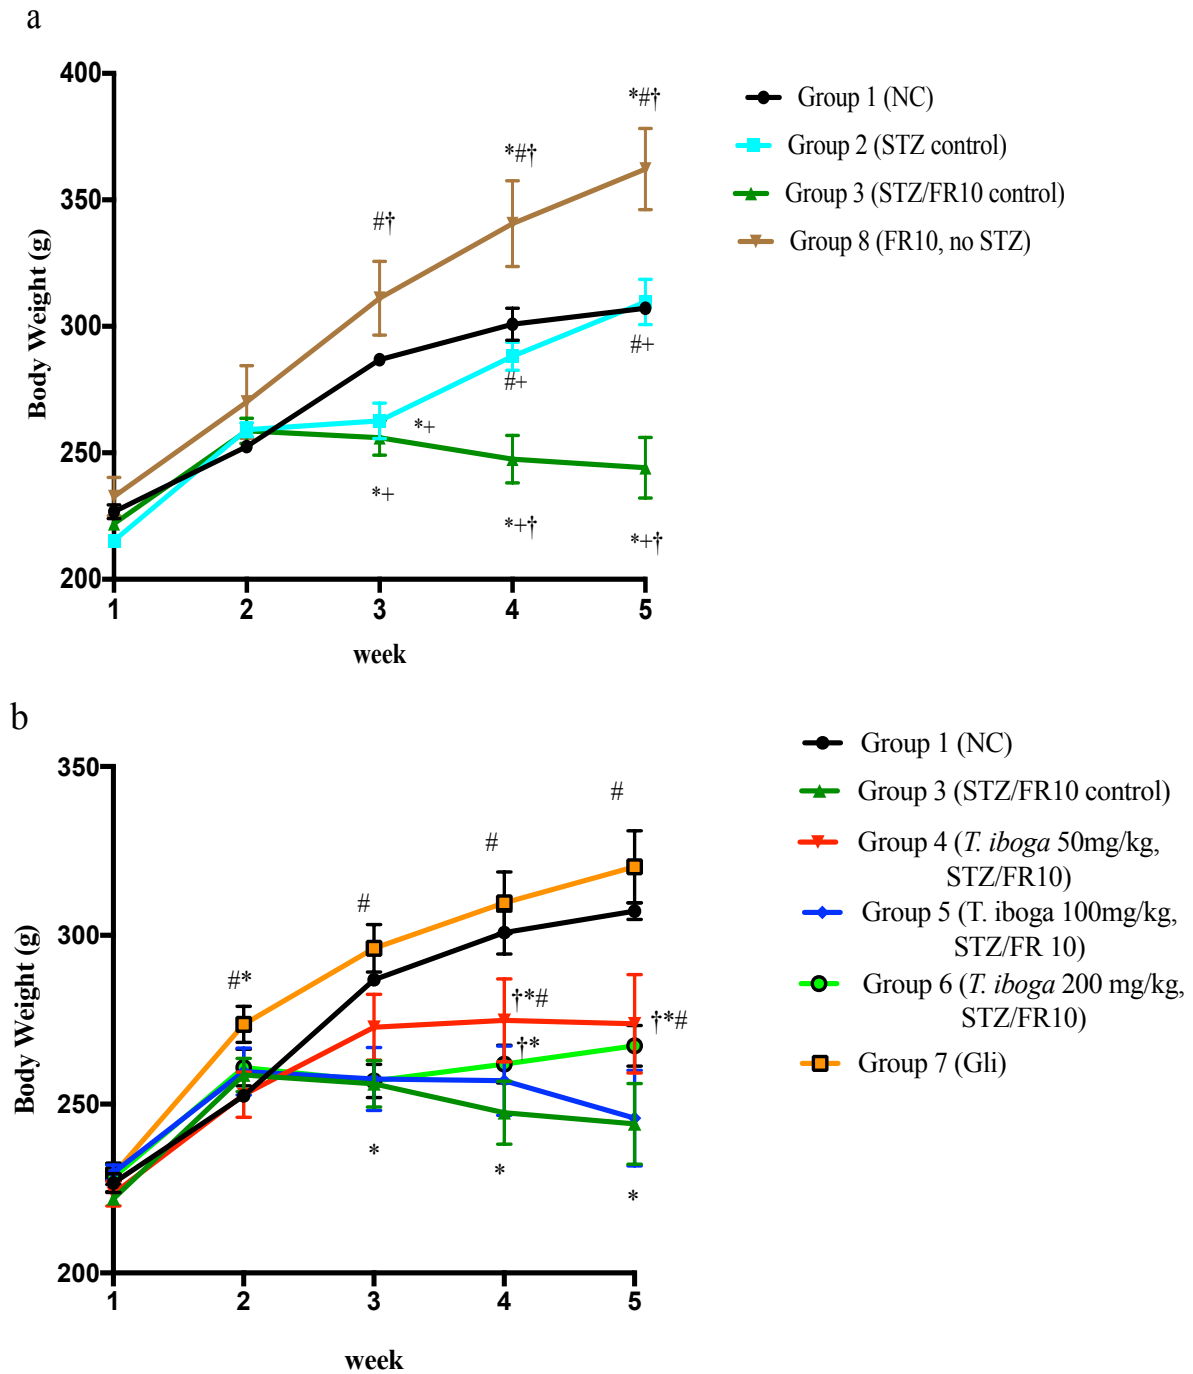 a
400
350
300
250
200
Body Weight (g)
1 2 3 4 5
week
#†
*#†
*#†
*+
#+
#+
*+
*+†
*+†
Group 1 (NC)
Group 2 (STZ control)
Group 3 (STZ/FR10 control)
Group 8 (FR10, no STZ)
b
350
300
250
200
Body Weight (g)
1 2 3 4 5
week
#*
#
#
#
†*#
†*
†*#
*
*
*
Group 1 (NC)
Group 3 (STZ/FR10 control)
Group 4 (T. iboga 50mg/kg,
STZ/FR10)
Group 5 (T. iboga 100mg/kg,
STZ/FR 10)
Group 6 (T. iboga 200 mg/kg,
STZ/FR10)
Group 7 (Gli)